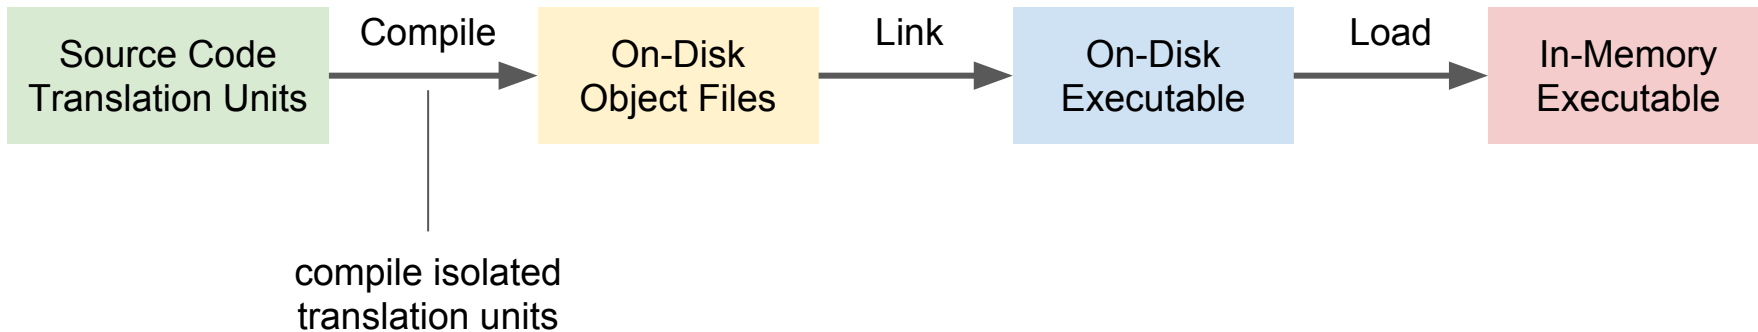 Source Code
Translation Units
Compile
On-Disk
Object Files
Link
On-Disk
Executable
Load
In-Memory
Executable
compile isolated
translation units